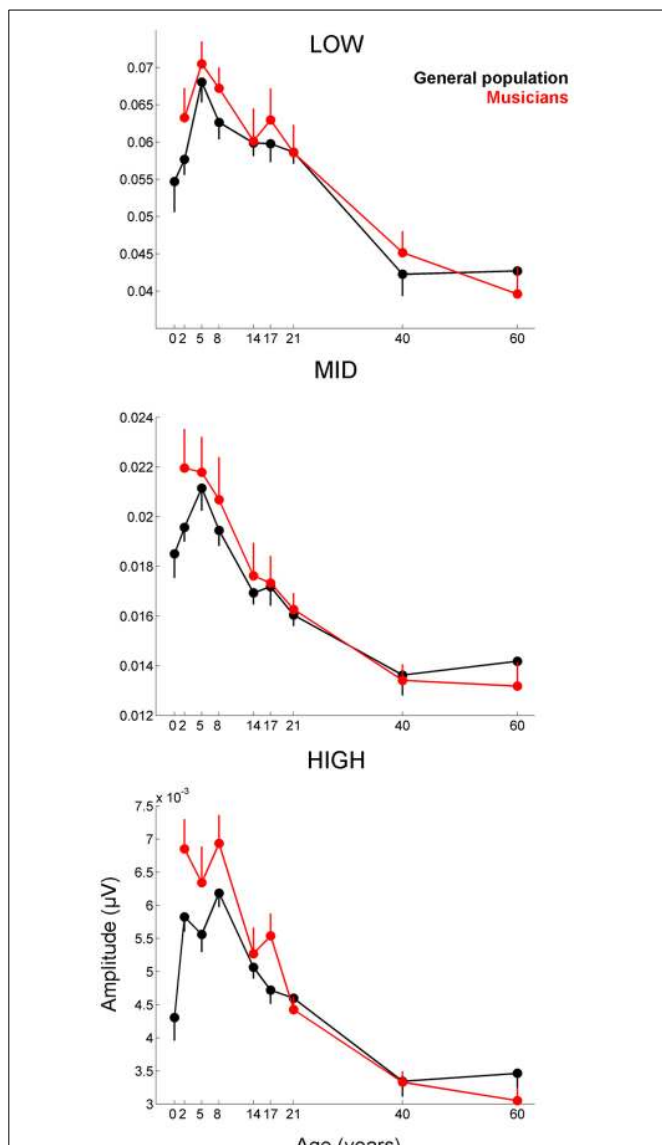 LOW
General population
Musicians
0.07
0.065
0.06
0.055
0.05
0.045
0.04
0 2 5 8 14 17 21 40 60
MID
0.024
0.022
0.02
0.018
0.016
0.014
0.012
0 2 5 8 14 17 21 40 60
HIGH
x 10⁻³
7.5
7
6.5
6
5.5
5
4.5
4
3.5
3
Amplitude (μV)
0 2 5 8 14 17 21 40 60
Age (years)